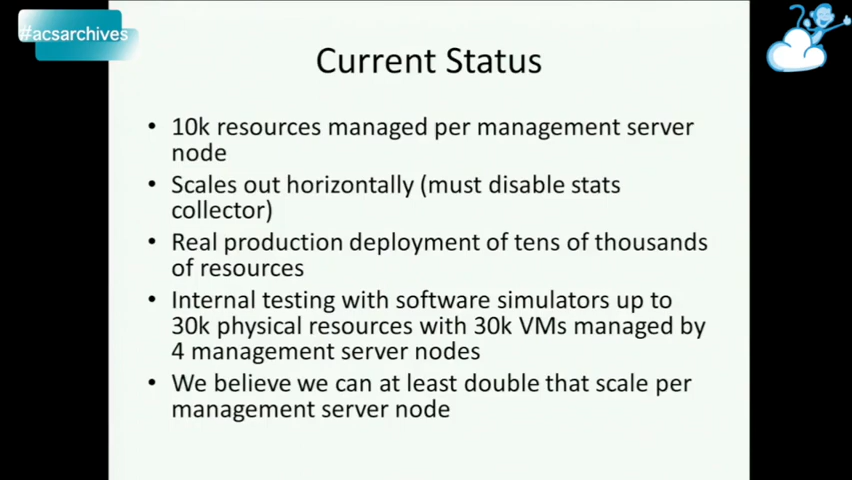 #acsarchives
Current Status
• 10k resources managed per management server
node
• Scales out horizontally (must disable stats
collector)
• Real production deployment of tens of thousands
of resources
• Internal testing with software simulators up to
30k physical resources with 30k VMs managed by
4 management server nodes
• We believe we can at least double that scale per
management server node